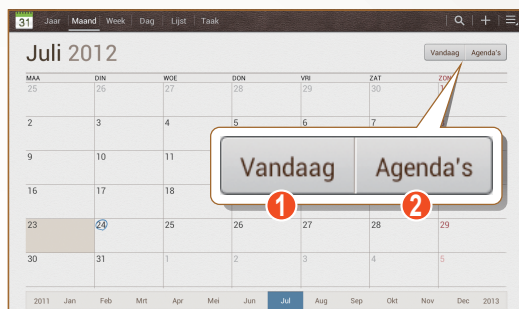 31 Jaar Maand Week Dag Lijst Taak
Juli 2012 Vandaag Agenda's
MAA DIN WOE DON VRI ZAT ZON
25 26 27 28 29 30 1
2 3 4 5 6 7
Vandaag Agenda's
9 10 11
1 2
16 17 18
23 24 25 26 27 28 29
30 31 1 2 3 4 5
2011 Jan Feb Mrt Apr Mei Jun Jul Aug Sep Okt Nov Dec 2013